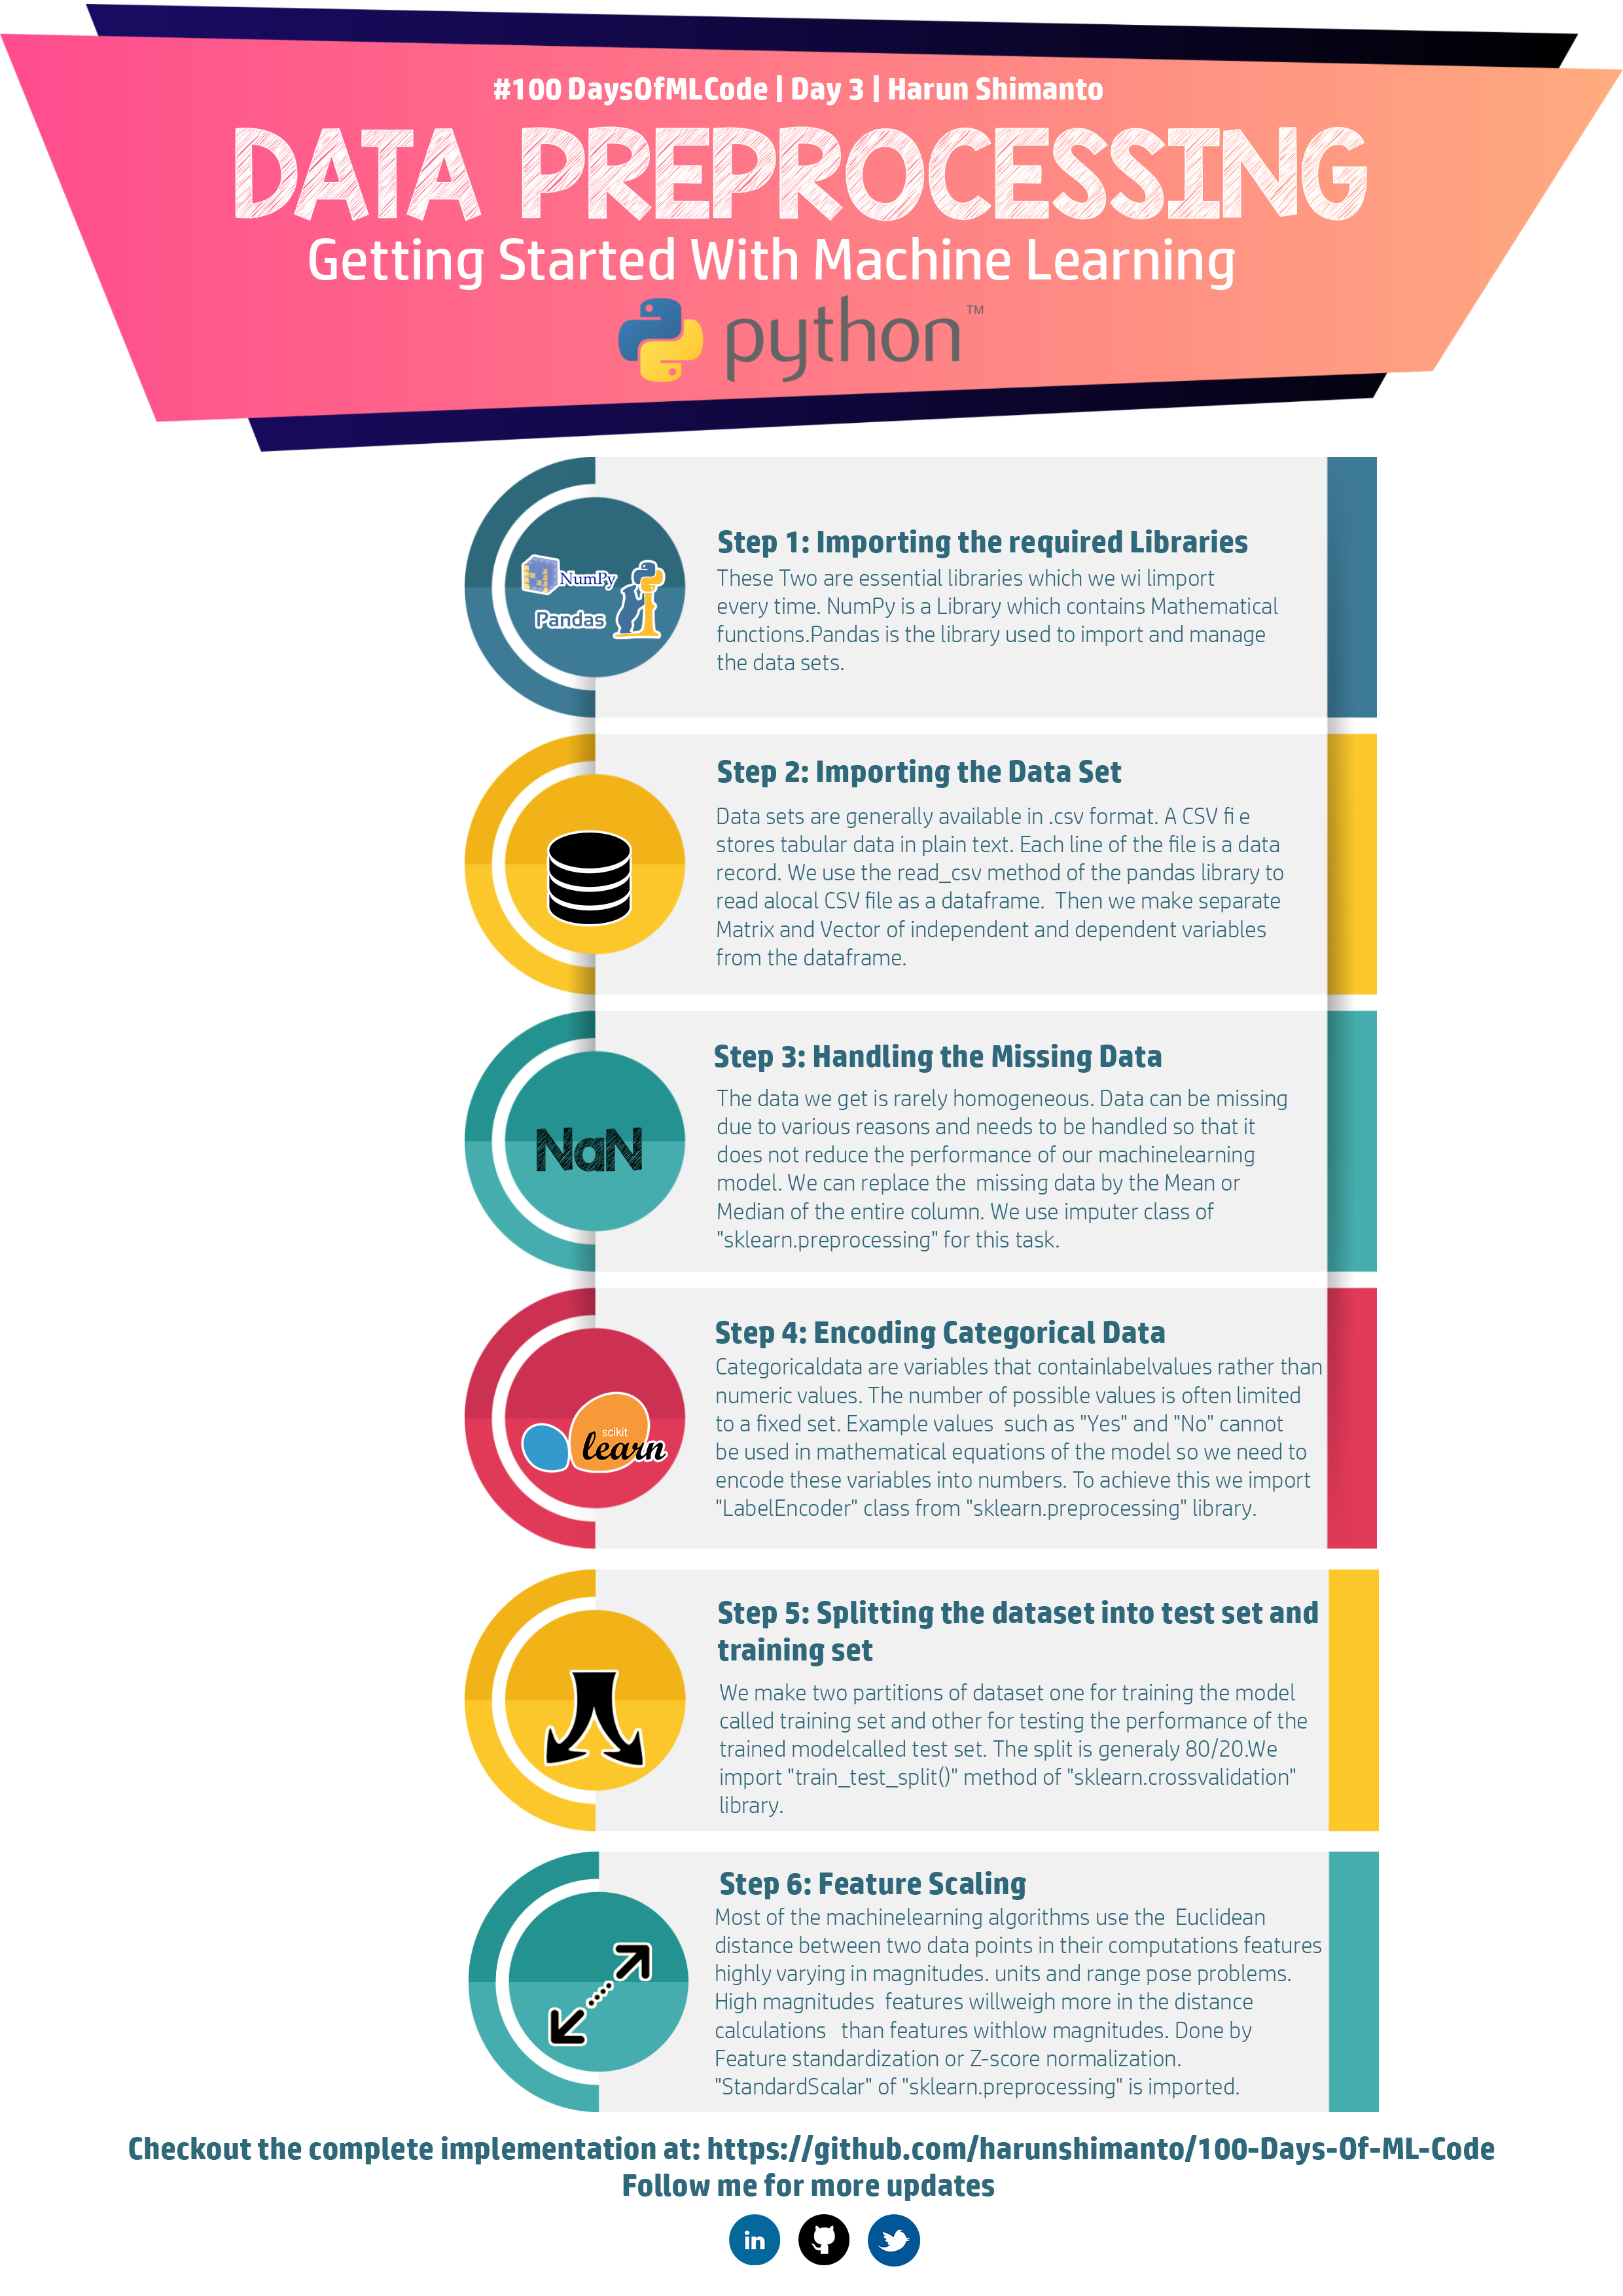 #100 DaysOfMLCode | Day 3 | Harun Shimanto
DATA PREPROCESSING
Getting Started With Machine Learning
python™
NumPy
Pandas
Step 1: Importing the required Libraries
These Two are essential libraries which we wi limport
every time. NumPy is a Library which contains Mathematical
functions.Pandas is the library used to import and manage
the data sets.
Step 2: Importing the Data Set
Data sets are generally available in .csv format. A CSV fi e
stores tabular data in plain text. Each line of the file is a data
record. We use the read_csv method of the pandas library to
read alocal CSV file as a dataframe.  Then we make separate
Matrix and Vector of independent and dependent variables
from the dataframe.
NaN
Step 3: Handling the Missing Data
The data we get is rarely homogeneous. Data can be missing
due to various reasons and needs to be handled so that it
does not reduce the performance of our machinelearning
model. We can replace the  missing data by the Mean or
Median of the entire column. We use imputer class of
"sklearn.preprocessing" for this task.
scikit
learn
Step 4: Encoding Categorical Data
Categoricaldata are variables that containlabelvalues rather than
numeric values. The number of possible values is often limited
to a fixed set. Example values  such as "Yes" and "No" cannot
be used in mathematical equations of the model so we need to
encode these variables into numbers. To achieve this we import
"LabelEncoder" class from "sklearn.preprocessing" library.
Step 5: Splitting the dataset into test set and
training set
We make two partitions of dataset one for training the model
called training set and other for testing the performance of the
trained modelcalled test set. The split is generaly 80/20.We
import "train_test_split()" method of "sklearn.crossvalidation"
library.
Step 6: Feature Scaling
Most of the machinelearning algorithms use the  Euclidean
distance between two data points in their computations features
highly varying in magnitudes. units and range pose problems.
High magnitudes  features willweigh more in the distance
calculations   than features withlow magnitudes. Done by
Feature standardization or Z-score normalization.
"StandardScalar" of "sklearn.preprocessing" is imported.
Checkout the complete implementation at: https://github.com/harunshimanto/100-Days-Of-ML-Code
Follow me for more updates
in